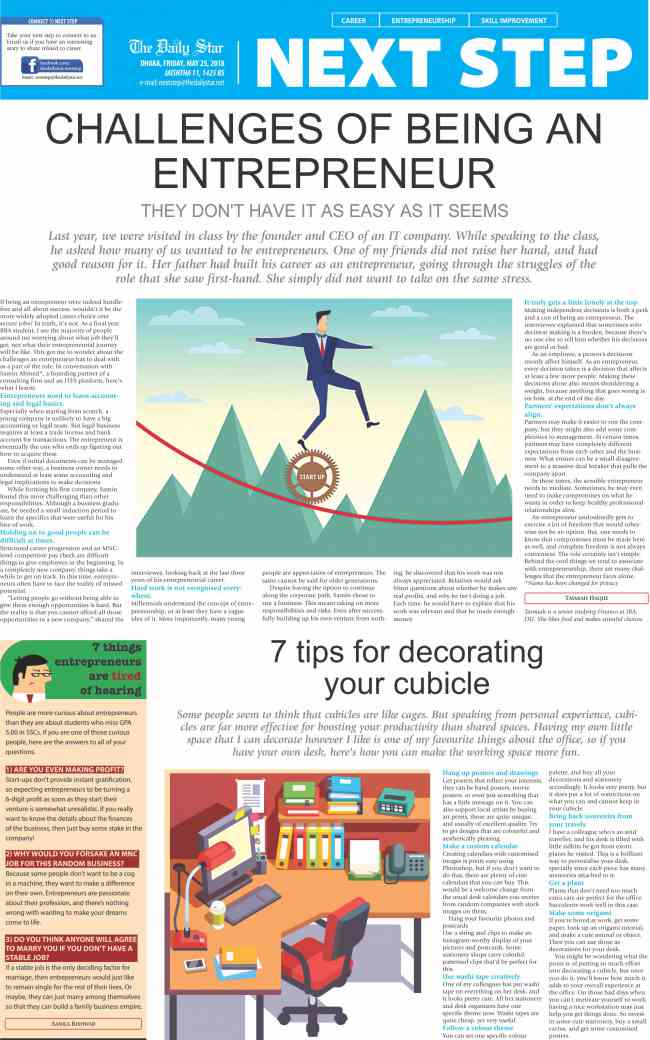 CONNECT TO NEXT STEP
Take your next step to connect to us
Email us if you have an interesting
story to share related to career.
CAREER
ENTREPRENEURSHIP
SKILL IMPROVEMENT
The Daily Star
DHAKA, FRIDAY, MAY 25, 2018
JAISHTHA 11, 1425 BS
e-mail: nextstep@thedailystar.net
NEXT STEP
CHALLENGES OF BEING AN
ENTREPRENEUR
THEY DON'T HAVE IT AS EASY AS IT SEEMS
Last year, we were visited in class by the founder and CEO of an IT company. While speaking to the class,
he asked how many of us wanted to be entrepreneurs. One of my friends did not raise her hand, and had
good reason for it. Her father had built his career as an entrepreneur, going through the struggles of the
role that she saw first-hand. She simply did not want to take on the same stress.
If being an entrepreneur were indeed hurdle-
free and all about success, wouldn't it be the
more widely adopted career choice over
secure jobs? In truth, it's not. As a final year
BBA student, I see the majority of people
around me worrying about what job they'll
get, not what their entrepreneurial journey
will be like. This got me to wonder about the
challenges an entrepreneur has to deal with
as a part of the role. In conversation with
Samin Ahmed*, a founding partner of a
consulting firm and an ITES platform, here's
what I learnt.
Entrepreneurs need to learn account-
ing and legal basics.
Especially when starting from scratch, a
young company is unlikely to have a big
accounting or legal team. But legal business
requires at least a trade license and bank
account for transactions. The entrepreneur is
eventually the one who ends up figuring out
how to acquire these.
Even if initial documents can be managed
some other way, a business owner needs to
understand at least some accounting and
legal implications to make decisions.
While forming his first company, Samin
found this more challenging than other
responsibilities. Although a business gradu-
ate, he needed a small induction period to
learn the specifics that were useful for his
line of work.
Holding on to good people can be
difficult at times.
Structured career progression and an MNC-
level competitive pay check are difficult
things to give employees at the beginning. In
a completely new company, things take a
while to get on track. In this time, entrepre-
neurs often have to face the reality of missed
potential.
"Letting people go without being able to
give them enough opportunities is hard. But
the reality is that you cannot afford all those
opportunities in a new company," shared the
START UP
interviewee, looking back at the last three
years of his entrepreneurial career.
Hard work is not recognised every-
where.
Millennials understand the concept of entre-
preneurship, or at least they have a vague
idea of it. More importantly, many young
people are appreciative of entrepreneurs. The
same cannot be said for older generations.
Despite having the option to continue
along the corporate path, Samin chose to
run a business. This meant taking on more
responsibilities and risks. Even after success-
fully building up his own venture from noth-
ing, he discovered that his work was not
always appreciated. Relatives would ask
blunt questions about whether he makes any
real profits, and why he isn't doing a job.
Each time, he would have to explain that his
work was relevant and that he made enough
money.
It truly gets a little lonely at the top.
Making independent decisions is both a perk
and a con of being an entrepreneur. The
interviewee explained that sometimes solo
decision making is a burden, because there's
no one else to tell him whether his decisions
are good or bad.
As an employee, a person's decisions
mostly affect himself. As an entrepreneur,
every decision taken is a decision that affects
at least a few more people. Making these
decisions alone also means shouldering a
weight, because anything that goes wrong is
on him, at the end of the day.
Partners' expectations don't always
align.
Partners may make it easier to run the com-
pany, but they might also add some com-
plexities to management. At certain times,
partners may have completely different
expectations from each other and the busi-
ness. What ensues can be a small disagree-
ment to a massive deal breaker that pulls the
company apart.
In those times, the sensible entrepreneur
needs to mediate. Sometimes, he may even
need to make compromises on what he
wants in order to keep healthy professional
relationships alive.
An entrepreneur undoubtedly gets to
exercise a lot of freedom that would other-
wise not be an option. But, one needs to
know that compromises must be made here
as well, and complete freedom is not always
convenient. The role certainly isn't simple.
Behind the cool things we tend to associate
with entrepreneurship, there are many chal-
lenges that the entrepreneur faces alone.
*Name has been changed for privacy
TASMIAH HAQUE
Tasmiah is a senior studying Finance at IBA,
DU. She likes food and makes mindful choices.
7 things
entrepreneurs
are tired
of hearing
People are more curious about entrepreneurs
than they are about students who miss GPA
5.00 in SSCs. If you are one of those curious
people, here are the answers to all of your
questions.
1) ARE YOU EVEN MAKING PROFIT?
Start-ups don't provide instant gratification,
so expecting entrepreneurs to be turning a
6-digit profit as soon as they start their
venture is somewhat unrealistic. If you really
want to know the details about the finances
of the business, then just buy some stake in the
company!
2) WHY WOULD YOU FORSAKE AN MNC
JOB FOR THIS RANDOM BUSINESS?
Because some people don't want to be a cog
in a machine, they want to make a difference
on their own. Entrepreneurs are passionate
about their profession, and there's nothing
wrong with wanting to make your dreams
come to life.
3) DO YOU THINK ANYONE WILL AGREE
TO MARRY YOU IF YOU DON'T HAVE A
STABLE JOB?
If a stable job is the only deciding factor for
marriage, then entrepreneurs would just like
to remain single for the rest of their lives. Or
maybe, they can just marry among themselves
so that they can build a family business empire.
7 tips for decorating
your cubicle
Some people seem to think that cubicles are like cages. But speaking from personal experience, cubi-
cles are far more effective for boosting your productivity than shared spaces. Having my own little
space that I can decorate however I like is one of my favourite things about the office, so if you
have your own desk, here's how you can make the working space more fun.
Hang up posters and drawings
Get posters that reflect your interests,
they can be band posters, movie
posters, or even just something that
has a little message on it. You can
also support local artists by buying
art prints, those are quite unique,
and usually of excellent quality. Try
to get designs that are colourful and
aesthetically pleasing.
Make a custom calendar
Creating calendars with customised
images is pretty easy using
Photoshop, but if you don't want to
do that, there are plenty of cute
calendars that you can buy. This
would be a welcome change from
the usual desk calendars you receive
from random companies with stock
images on them.
Hang your favourite photos and
postcards
Use a string and clips to make an
Instagram-worthy display of your
pictures and postcards. Some
stationery shops carry colourful,
patterned clips that'd be perfect for
this.
Use washi tape creatively
One of my colleagues has put washi
tape on everything on her desk, and
it looks pretty cute. All her stationery
and desk organizers have one
specific theme now. Washi tapes are
quite cheap, yet very useful.
Follow a colour theme
You can set one specific colour
palette, and buy all your
decorations and stationery
accordingly. It looks very pretty, but
it does put a lot of restrictions on
what you can and cannot keep in
your cubicle.
Bring back souvenirs from
your travels
I have a colleague who's an avid
traveller, and his desk is filled with
little oddities he got from exotic
places he visited. This is a brilliant
way to personalise your desk,
specially since each piece has many
memories attached to it.
Get a plant
Plants that don't need too much
extra care are perfect for the office.
Succulents work well in this case.
Make some origami
If you're bored at work, get some
paper, look up an origami tutorial,
and make a cute animal or object.
Then you can use those as
decorations for your desk.
You might be wondering what the
point is of putting so much effort
into decorating a cubicle, but once
you do it, you'll know how much it
adds to your overall experience at
the office. On those bad days when
you can't motivate yourself to work,
having a nice workstation may just
help you get things done. So invest
in some cute stationery, buy a small
cactus, and get some customised
posters.